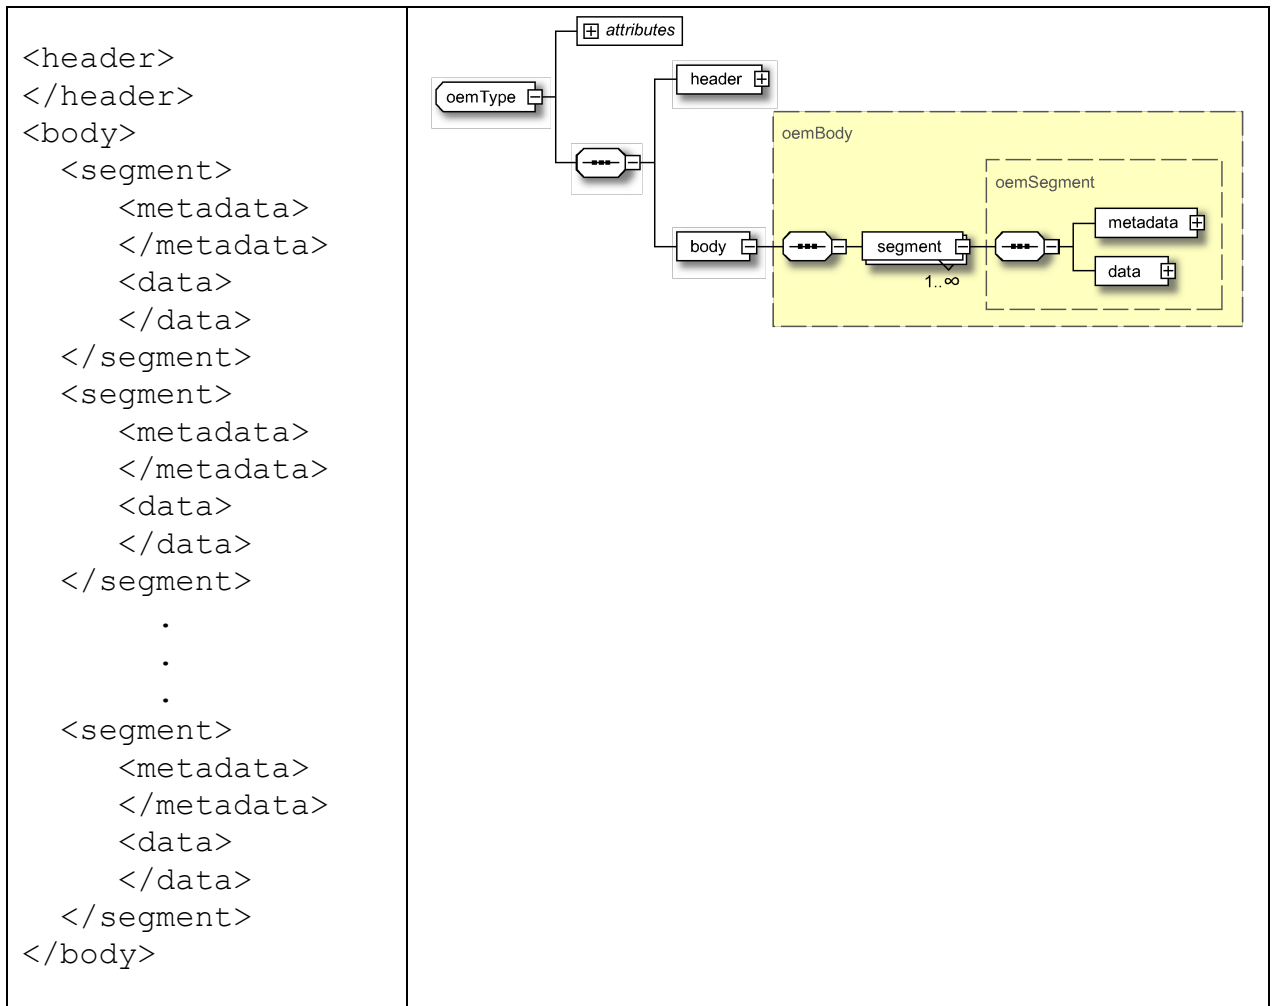 <header>
</header>
<body>
  <segment>
     <metadata>
     </metadata>
     <data>
     </data>
  </segment>
  <segment>
     <metadata>
     </metadata>
     <data>
     </data>
  </segment>
       .
       .
       .
  <segment>
     <metadata>
     </metadata>
     <data>
     </data>
  </segment>
</body>
attributes
oemType
header
body
oemBody
segment
1..∞
oemSegment
metadata
data